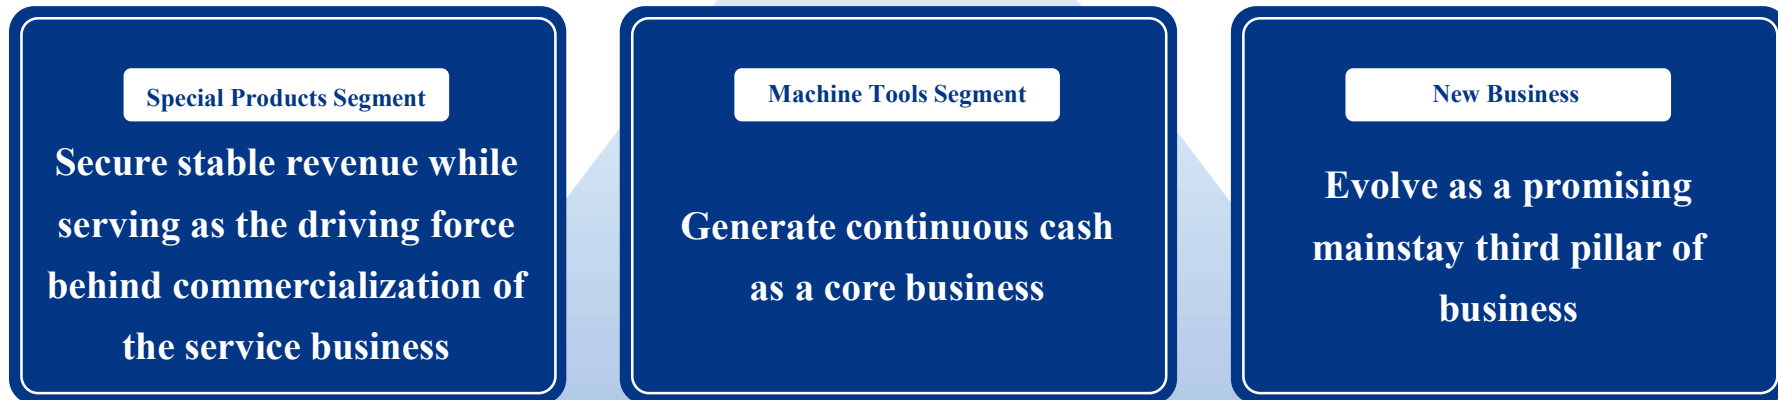 Special Products Segment
Secure stable revenue while
serving as the driving force
behind commercialization of
the service business
Machine Tools Segment
Generate continuous cash
as a core business
New Business
Evolve as a promising
mainstay third pillar of
business